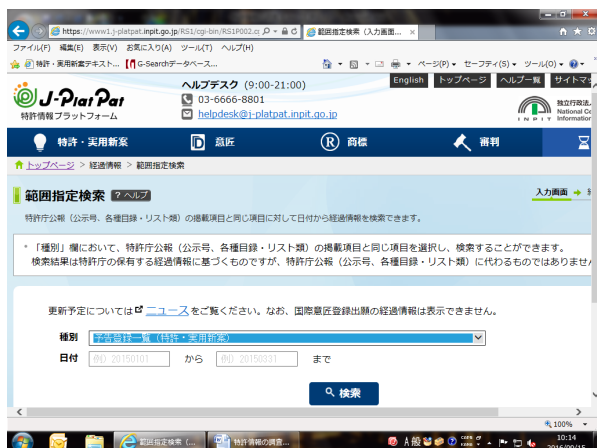 https://www1.j-platpat.inpit.go.jp/RS1/cgi-bin/RS1P002.c
範囲指定検索（入力画面...
ファイル(F) 編集(E) 表示(V) お気に入り(A) ツール(T) ヘルプ(H)
特許・実用新案テキスト... G-Searchデータベース...
ページ(P) セーフティ(S) ツール(O)
English トップページ ヘルプ一覧 サイトマッ
J-PlatPat
特許情報プラットフォーム
ヘルプデスク (9:00-21:00)
03-6666-8801
helpdesk@j-platpat.inpit.go.jp
INPIT
独立行政法
National Ce
Information
特許・実用新案 意匠 商標 審判
トップページ > 経過情報 > 範囲指定検索
範囲指定検索 ? ヘルプ
入力画面
特許庁公報（公示号、各種目録・リスト類）の掲載項目と同じ項目に対して日付から経過情報を検索できます。
「種別」欄において、特許庁公報（公示号、各種目録・リスト類）の掲載項目と同じ項目を選択し、検索することができます。
検索結果は特許庁の保有する経過情報に基づくものですが、特許庁公報（公示号、各種目録・リスト類）に代わるものではありませ
更新予定については ニュース をご覧ください。なお、国際意匠登録出願の経過情報は表示できません。
種別 予告登録一覧（特許・実用新案）
日付 例) 20150101 から 例) 20150331 まで
検索
100%
範囲指定検索（... 特許情報の調査...
A 般
10:14
2016/09/15